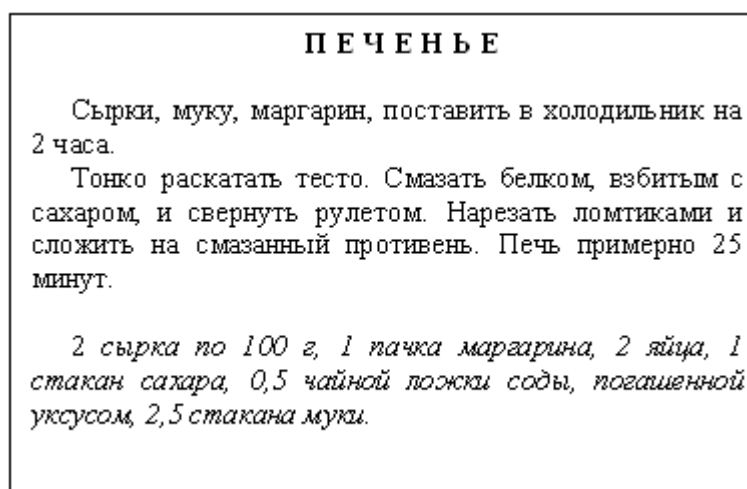 П Е Ч Е Н Ь Е
Сырки, муку, маргарин, поставить в холодильник на
2 часа.
Тонко раскатать тесто. Смазать белком, взбитым с
сахаром, и свернуть рулетом. Нарезать ломтиками и
сложить на смазанный противень. Печь примерно 25
минут.
2 сырка по 100 г, 1 пачка маргарина, 2 яйца, 1
стакан сахара, 0,5 чайной ложки соды, погашенной
уксусом, 2,5 стакана муки.